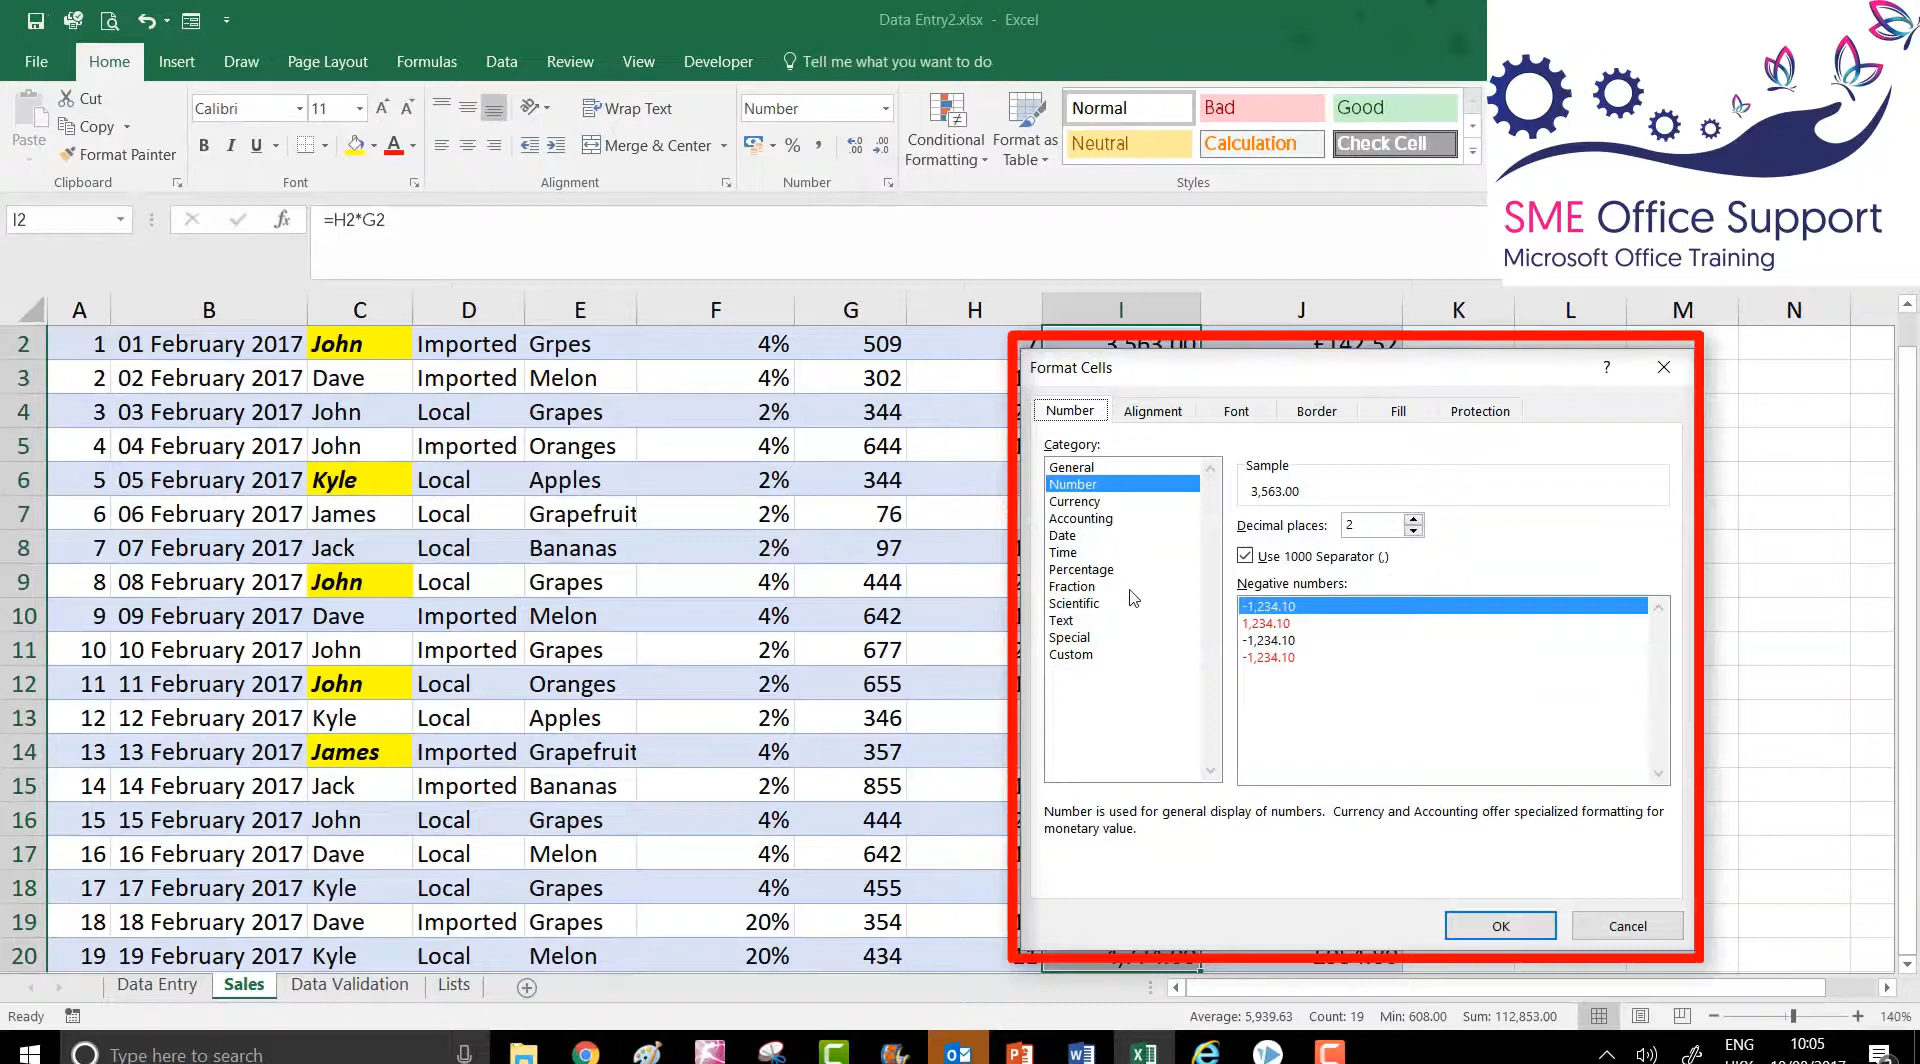 Data Entry2.xlsx - Excel
File Home Insert Draw Page Layout Formulas Data Review View Developer Tell me what you want to do
Paste
Cut
Copy
Format Painter
Clipboard
Calibri 11
B I U
Font
Wrap Text
Merge & Center
Alignment
Number
% ,
Number
Conditional Formatting
Format as Table
Normal Bad Good
Neutral Calculation Check Cell
Styles
SME Office Support
Microsoft Office Training
I2 fx =H2*G2
A B C D E F G H I J K L M N
2 1 01 February 2017 John Imported Grpes 4% 509 7 3,563.00 £142.52
3 2 02 February 2017 Dave Imported Melon 4% 302
4 3 03 February 2017 John Local Grapes 2% 344
5 4 04 February 2017 John Imported Oranges 4% 644
6 5 05 February 2017 Kyle Local Apples 2% 344
7 6 06 February 2017 James Local Grapefruit 2% 76
8 7 07 February 2017 Jack Local Bananas 2% 97
9 8 08 February 2017 John Local Grapes 4% 444
10 9 09 February 2017 Dave Imported Melon 4% 642
11 10 10 February 2017 John Imported Grapes 2% 677
12 11 11 February 2017 John Local Oranges 2% 655
13 12 12 February 2017 Kyle Local Apples 2% 346
14 13 13 February 2017 James Imported Grapefruit 4% 357
15 14 14 February 2017 Jack Imported Bananas 2% 855
16 15 15 February 2017 John Local Grapes 4% 444
17 16 16 February 2017 Dave Local Melon 4% 642
18 17 17 February 2017 Kyle Local Grapes 4% 455
19 18 18 February 2017 Dave Imported Grapes 20% 354
20 19 19 February 2017 Kyle Local Melon 20% 434
Format Cells ?
Number Alignment Font Border Fill Protection
Category:
General
Number
Currency
Accounting
Date
Time
Percentage
Fraction
Scientific
Text
Special
Custom
Sample
3,563.00
Decimal places: 2
Use 1000 Separator (,)
Negative numbers:
-1,234.10
1,234.10
-1,234.10
-1,234.10
Number is used for general display of numbers. Currency and Accounting offer specialized formatting for
monetary value.
OK Cancel
Data Entry Sales Data Validation Lists
Ready Average: 5,939.63 Count: 19 Min: 608.00 Sum: 112,853.00 140%
Type here to search ENG 10:05